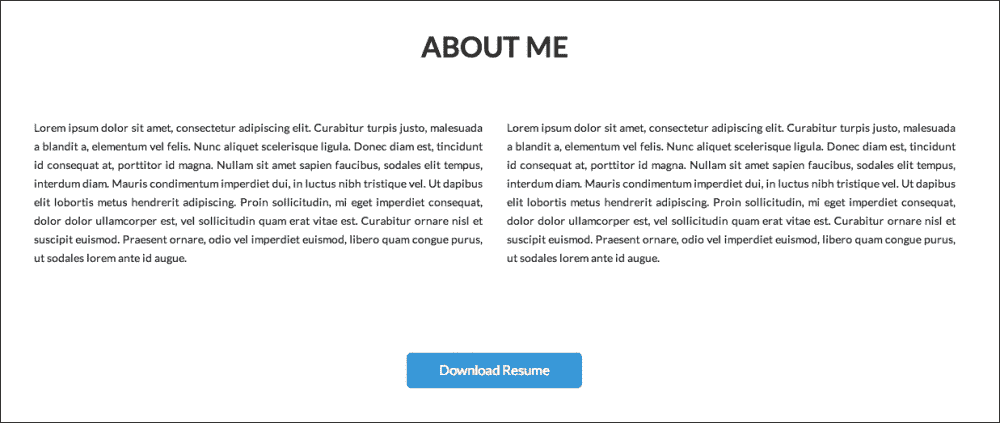 ABOUT ME
Lorem ipsum dolor sit amet, consectetur adipiscing elit. Curabitur turpis justo, malesuada
a blandit a, elementum vel felis. Nunc aliquet scelerisque ligula. Donec diam est, tincidunt
id consequat at, porttitor id magna. Nullam sit amet sapien faucibus, sodales elit tempus,
interdum diam. Mauris condimentum imperdiet dui, in luctus nibh tristique vel. Ut dapibus
elit lobortis metus hendrerit adipiscing. Proin sollicitudin, mi eget imperdiet consequat,
dolor dolor ullamcorper est, vel sollicitudin quam erat vitae est. Curabitur ornare nisl et
suscipit euismod. Praesent ornare, odio vel imperdiet euismod, libero quam congue purus,
ut sodales lorem ante id augue.
Lorem ipsum dolor sit amet, consectetur adipiscing elit. Curabitur turpis justo, malesuada
a blandit a, elementum vel felis. Nunc aliquet scelerisque ligula. Donec diam est, tincidunt
id consequat at, porttitor id magna. Nullam sit amet sapien faucibus, sodales elit tempus,
interdum diam. Mauris condimentum imperdiet dui, in luctus nibh tristique vel. Ut dapibus
elit lobortis metus hendrerit adipiscing. Proin sollicitudin, mi eget imperdiet consequat,
dolor dolor ullamcorper est, vel sollicitudin quam erat vitae est. Curabitur ornare nisl et
suscipit euismod. Praesent ornare, odio vel imperdiet euismod, libero quam congue purus,
ut sodales lorem ante id augue.
Download Resume